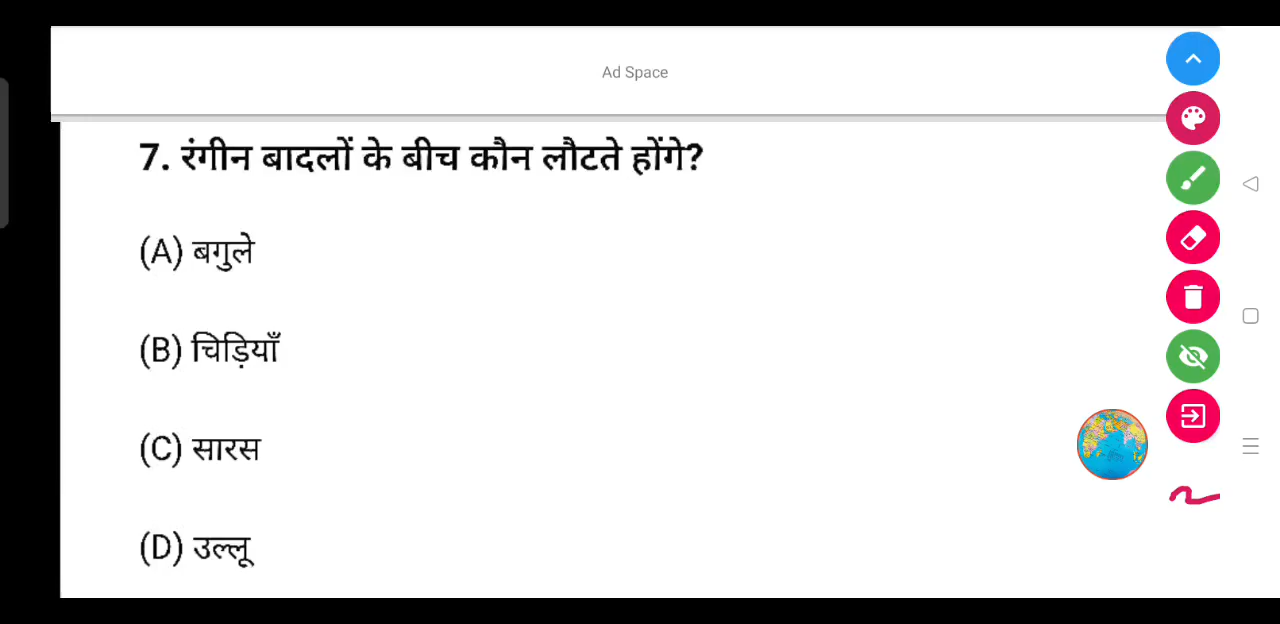 Ad Space
7. रंगीन बादलों के बीच कौन लौटते होंगे?
(A) बगुले
(B) चिड़ियाँ
(C) सारस
(D) उल्लू